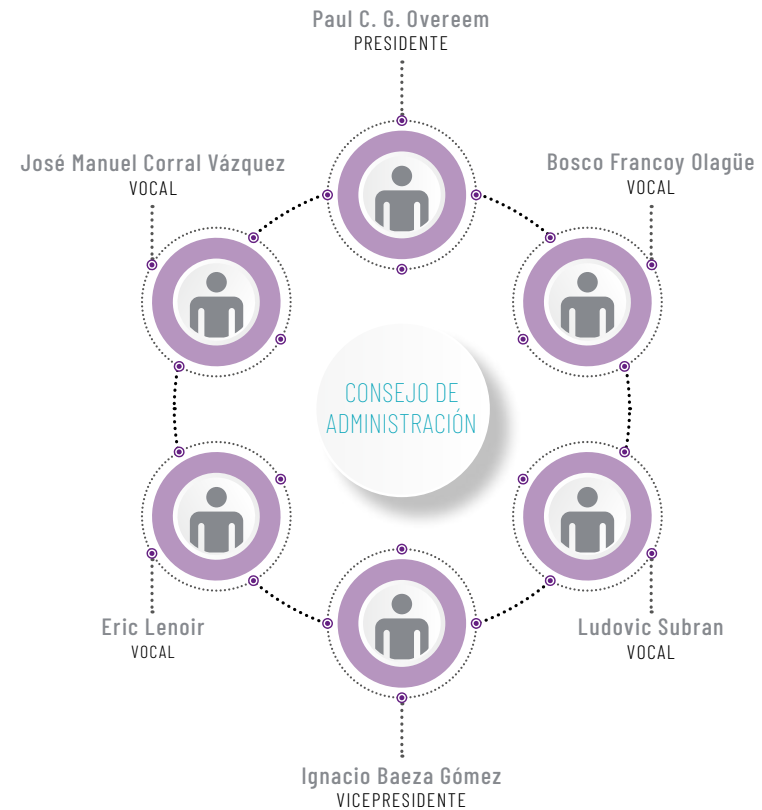 Paul C. G. Overeem
PRESIDENTE
José Manuel Corral Vázquez
VOCAL
Bosco Francoy Olagüe
VOCAL
CONSEJO DE
ADMINISTRACIÓN
Eric Lenoir
VOCAL
Ludovic Subran
VOCAL
Ignacio Baeza Gómez
VICEPRESIDENTE